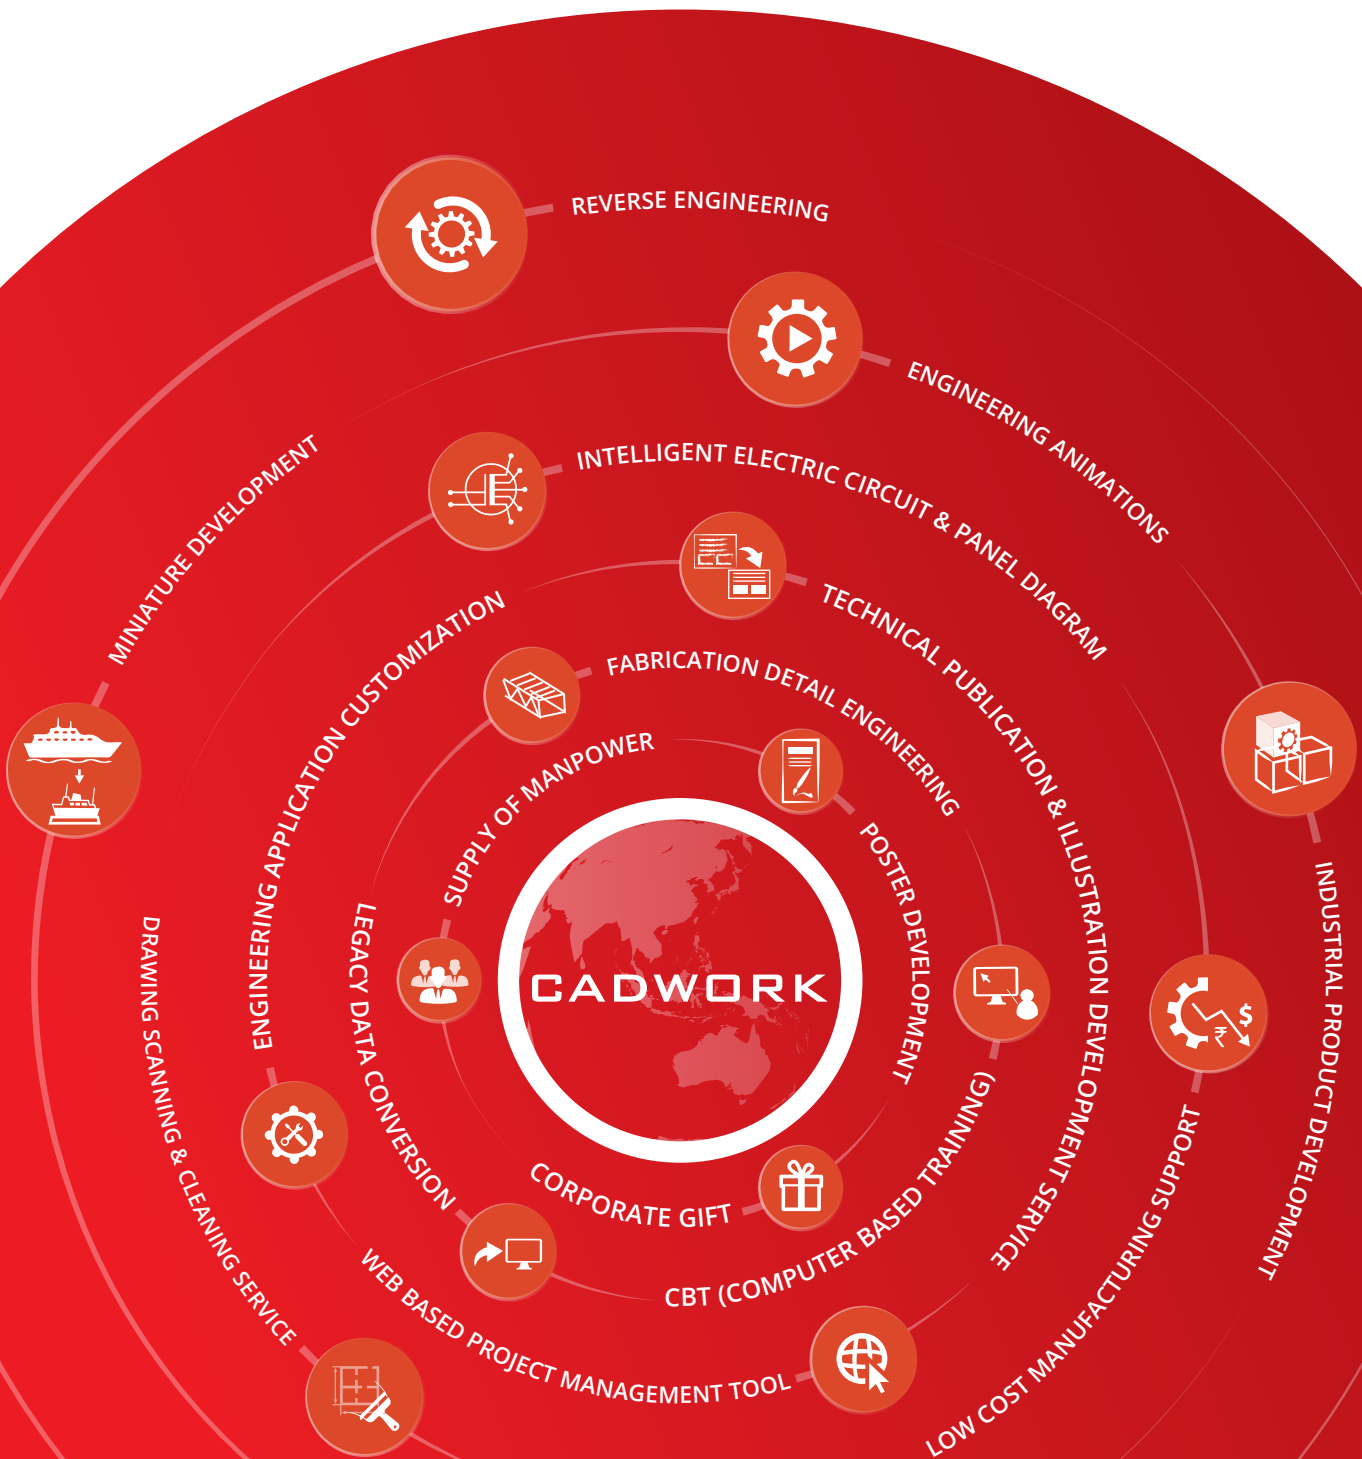 REVERSE ENGINEERING
ENGINEERING ANIMATIONS
MINIATURE DEVELOPMENT
INTELLIGENT ELECTRIC CIRCUIT & PANEL DIAGRAM
TECHNICAL PUBLICATION & ILLUSTRATION DEVELOPMENT SERVICE
ENGINEERING APPLICATION CUSTOMIZATION
FABRICATION DETAIL ENGINEERING
SUPPLY OF MANPOWER
POSTER DEVELOPMENT
INDUSTRIAL PRODUCT DEVELOPMENT
LEGACY DATA CONVERSION
DRAWING SCANNING & CLEANING SERVICE
CADWORK
$
₹
CORPORATE GIFT
CBT (COMPUTER BASED TRAINING)
LOW COST MANUFACTURING SUPPORT
WEB BASED PROJECT MANAGEMENT TOOL